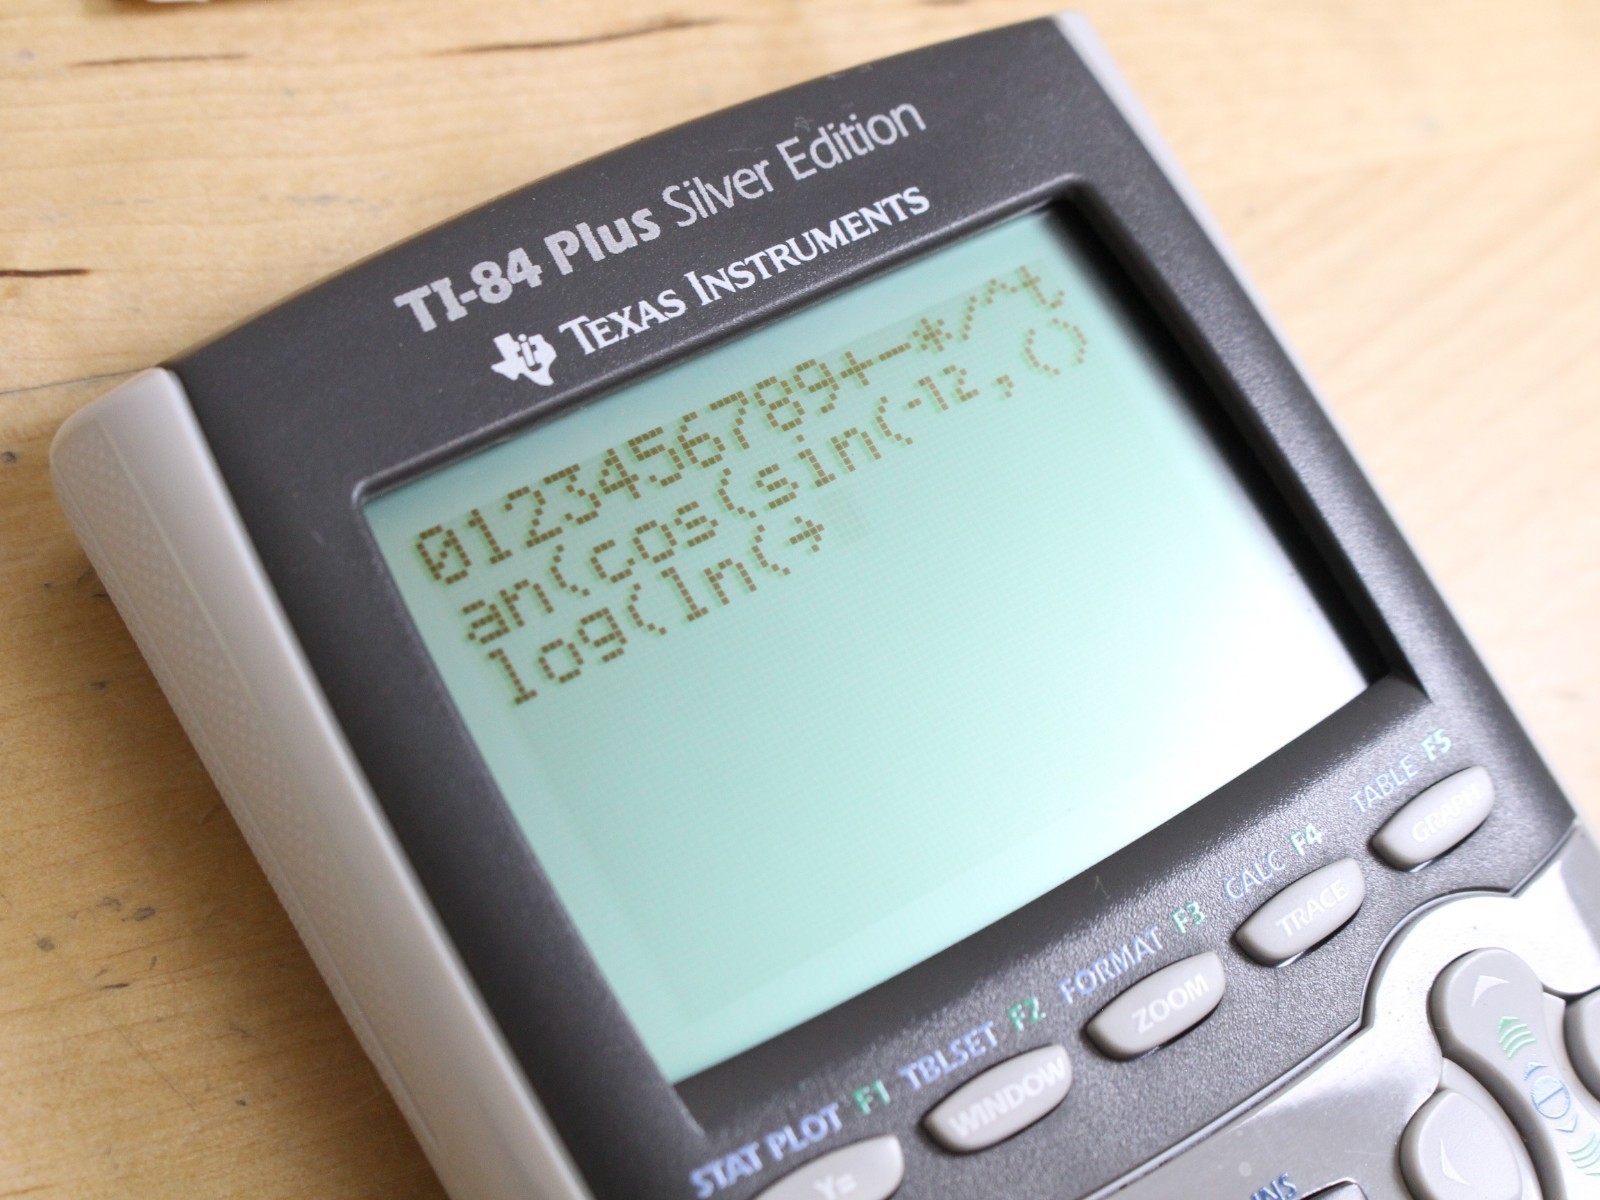 TI-84 Plus Silver Edition
TEXAS INSTRUMENTS
0123456789+-*/^t
an(cos(sin(⁻¹²,()
log(ln(→
STAT PLOT F1 TBLSET F2 FORMAT F3 CALC F4 TABLE F5
Y= WINDOW ZOOM TRACE GRAPH
INS